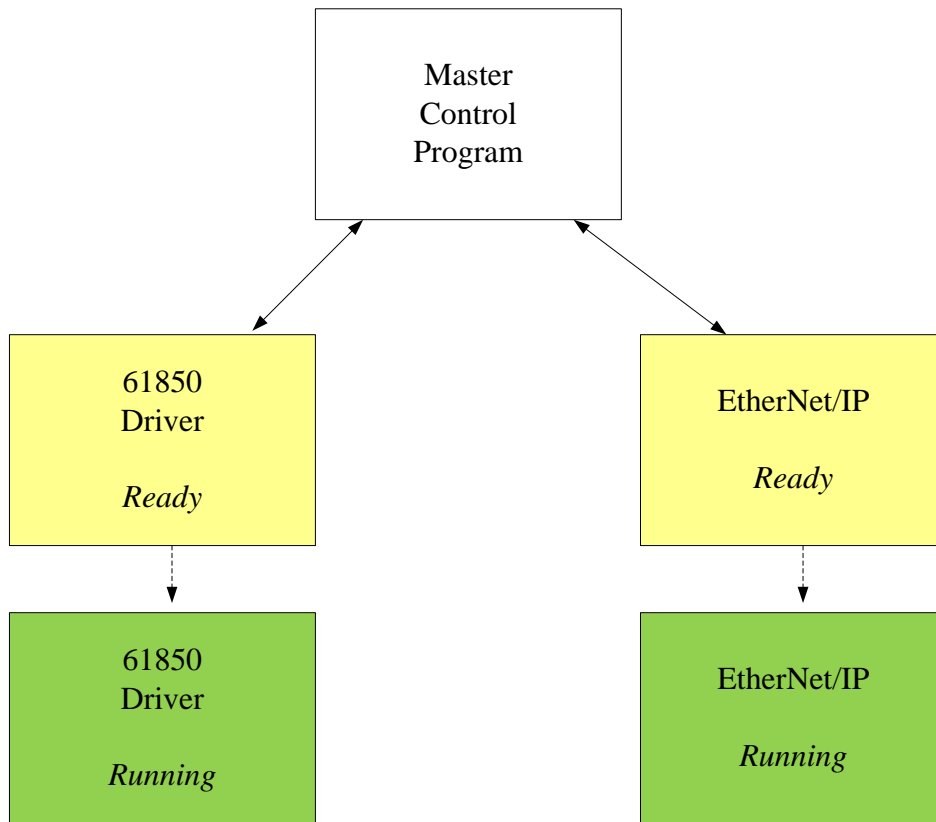 Master
Control
Program
61850
Driver
Ready
EtherNet/IP
Ready
61850
Driver
Running
EtherNet/IP
Running